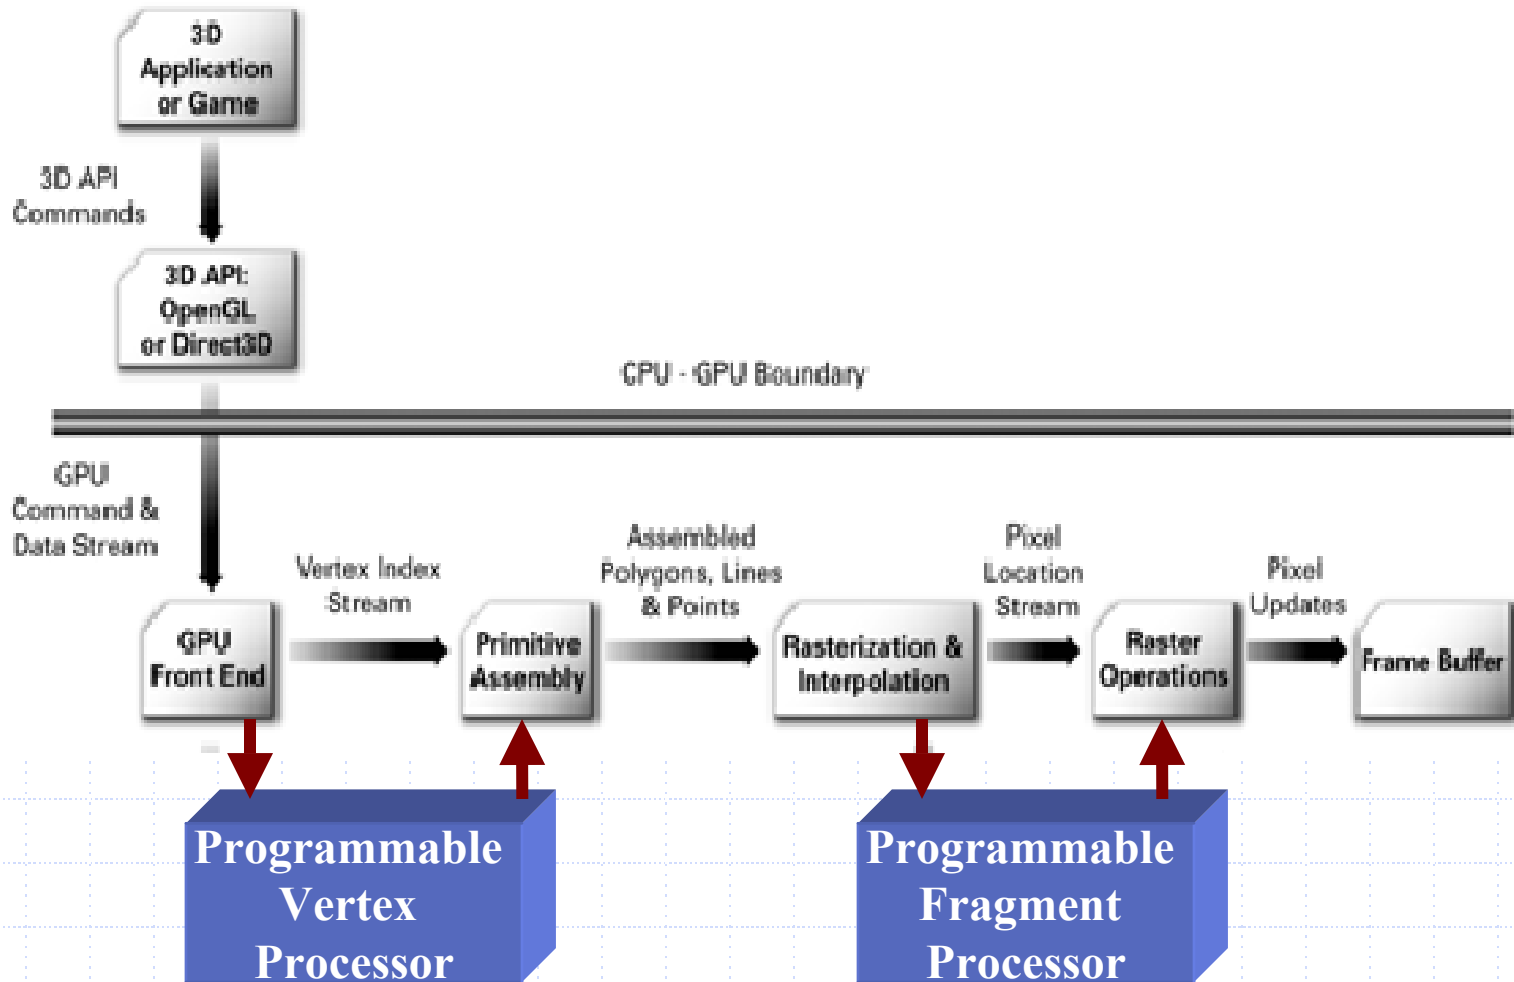 3D
Application
or Game
3D API
Commands
3D API:
OpenGL
or Direct3D
CPU - GPU Boundary
GPU
Command &
Data Stream
Vertex Index
Stream
Assembled
Polygons, Lines
& Points
Pixel
Location
Stream
Pixel
Updates
GPU
Front End
Primitive
Assembly
Rasterization &
Interpolation
Raster
Operations
Frame Buffer
Programmable
Vertex
Processor
Programmable
Fragment
Processor